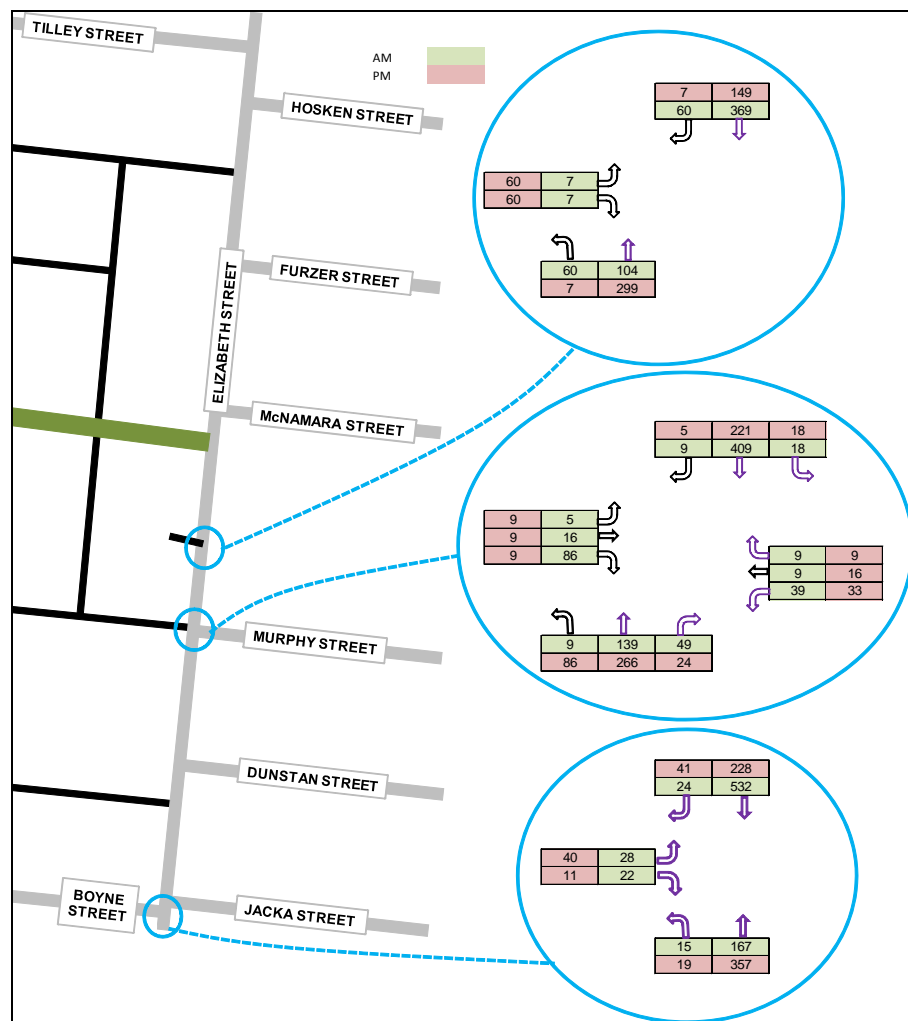 TILLEY STREET
HOSKEN STREET
FURZER STREET
ELIZABETH STREET
McNAMARA STREET
MURPHY STREET
DUNSTAN STREET
BOYNE
STREET
JACKA STREET
AM
PM
7 149
60 369
60 7
60 7
60 104
7 299
5 221 18
9 409 18
9 5
9 16
9 86
9 9
9 16
39 33
9 139 49
86 266 24
41 228
24 532
40 28
11 22
15 167
19 357